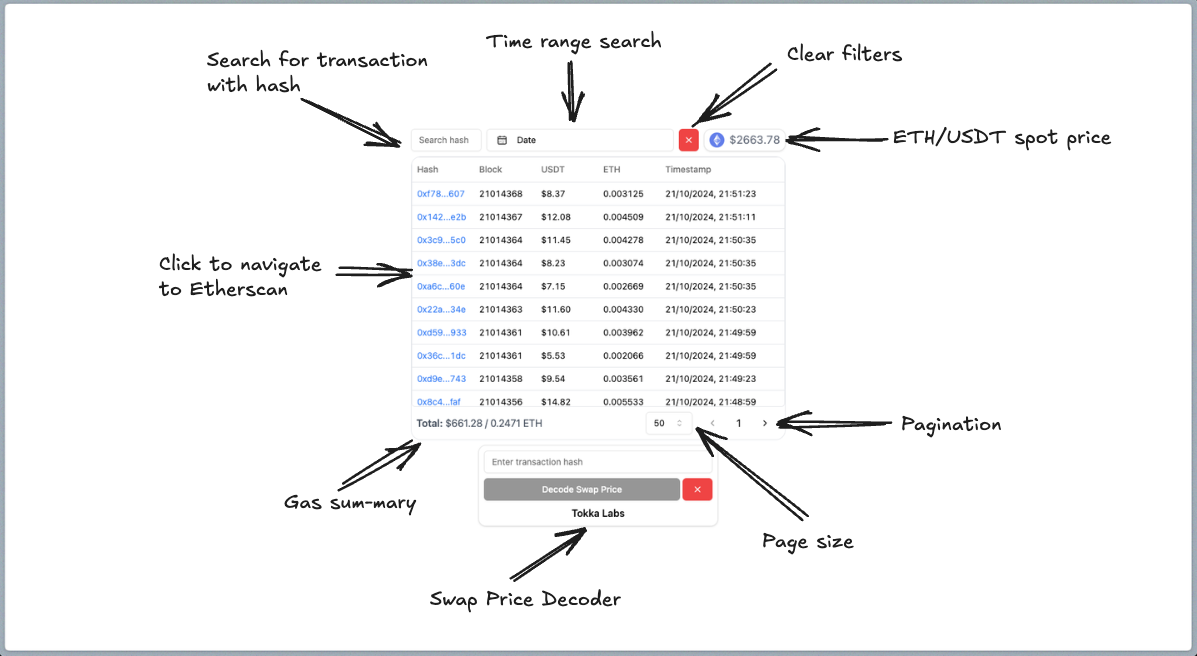 Time range search
Search for transaction
with hash
Clear filters
Search hash
Date
$2663.78
ETH/USDT spot price
Hash Block USDT ETH Timestamp
0xf78...607 21014368 $8.37 0.003125 21/10/2024, 21:51:23
0x142...e2b 21014367 $12.08 0.004509 21/10/2024, 21:51:11
0x3c9...5c0 21014364 $11.45 0.004278 21/10/2024, 21:50:35
0x38e...3dc 21014364 $8.23 0.003074 21/10/2024, 21:50:35
0xa6c...60e 21014364 $7.15 0.002669 21/10/2024, 21:50:35
0x22a...34e 21014363 $11.60 0.004330 21/10/2024, 21:50:23
0xd59...933 21014361 $10.61 0.003962 21/10/2024, 21:49:59
0x36c...1dc 21014361 $5.53 0.002066 21/10/2024, 21:49:59
0xd9e...743 21014358 $9.54 0.003561 21/10/2024, 21:49:23
0x8c4...faf 21014356 $14.82 0.005533 21/10/2024, 21:48:59
Click to navigate
to Etherscan
Total: $661.28 / 0.2471 ETH
50
1
Pagination
Enter transaction hash
Decode Swap Price
Tokka Labs
Gas sum-mary
Page size
Swap Price Decoder